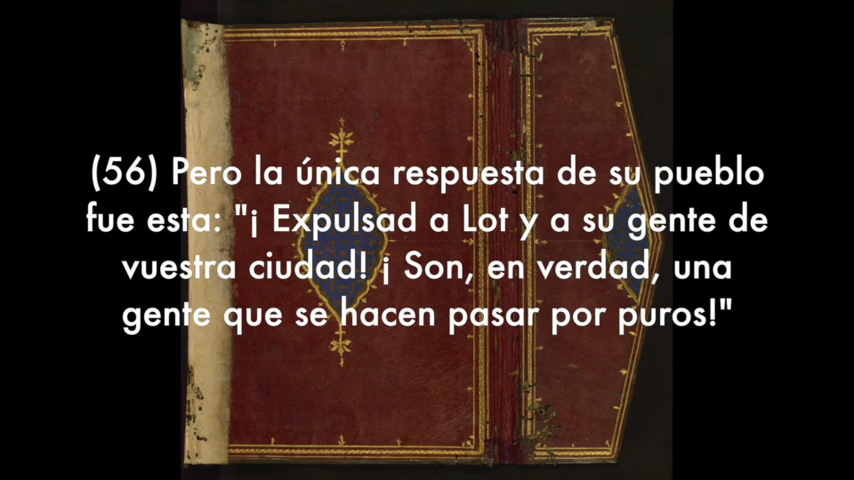 (56) Pero la única respuesta de su pueblo
fue esta: "¡ Expulsad a Lot y a su gente de
vuestra ciudad! ¡ Son, en verdad, una
gente que se hacen pasar por puros!"